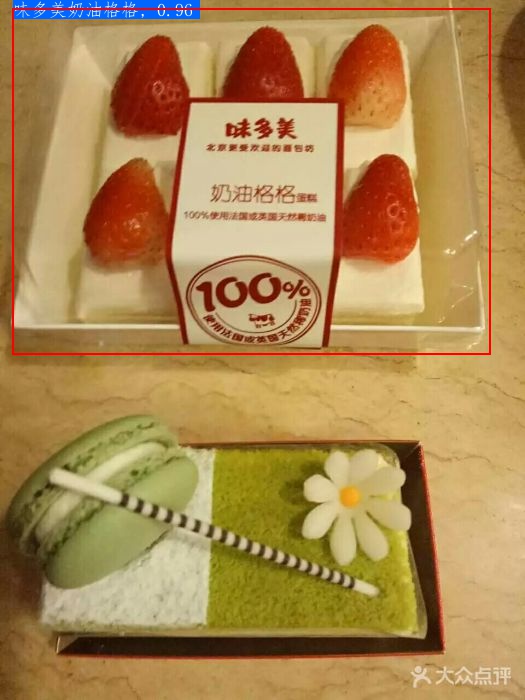 味多美奶油格格, 0.96
味多美
北京更受欢迎的面包坊
奶油格格蛋糕
100%使用法国或英国天然稀奶油
100%
使用法国或英国天然稀奶油
大众点评